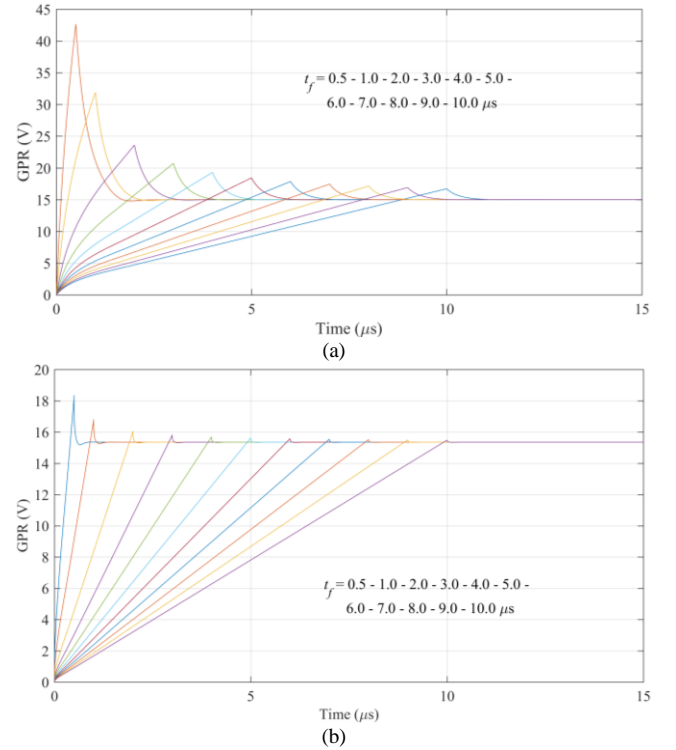 45
40
35
30
25
20
15
10
5
0
GPR (V)
t_f = 0.5 - 1.0 - 2.0 - 3.0 - 4.0 - 5.0 -
6.0 - 7.0 - 8.0 - 9.0 - 10.0 μs
0 5 10 15
Time (μs)
(a)
20
18
16
14
12
10
8
6
4
2
0
GPR (V)
t_f = 0.5 - 1.0 - 2.0 - 3.0 - 4.0 - 5.0 -
6.0 - 7.0 - 8.0 - 9.0 - 10.0 μs
0 5 10 15
Time (μs)
(b)